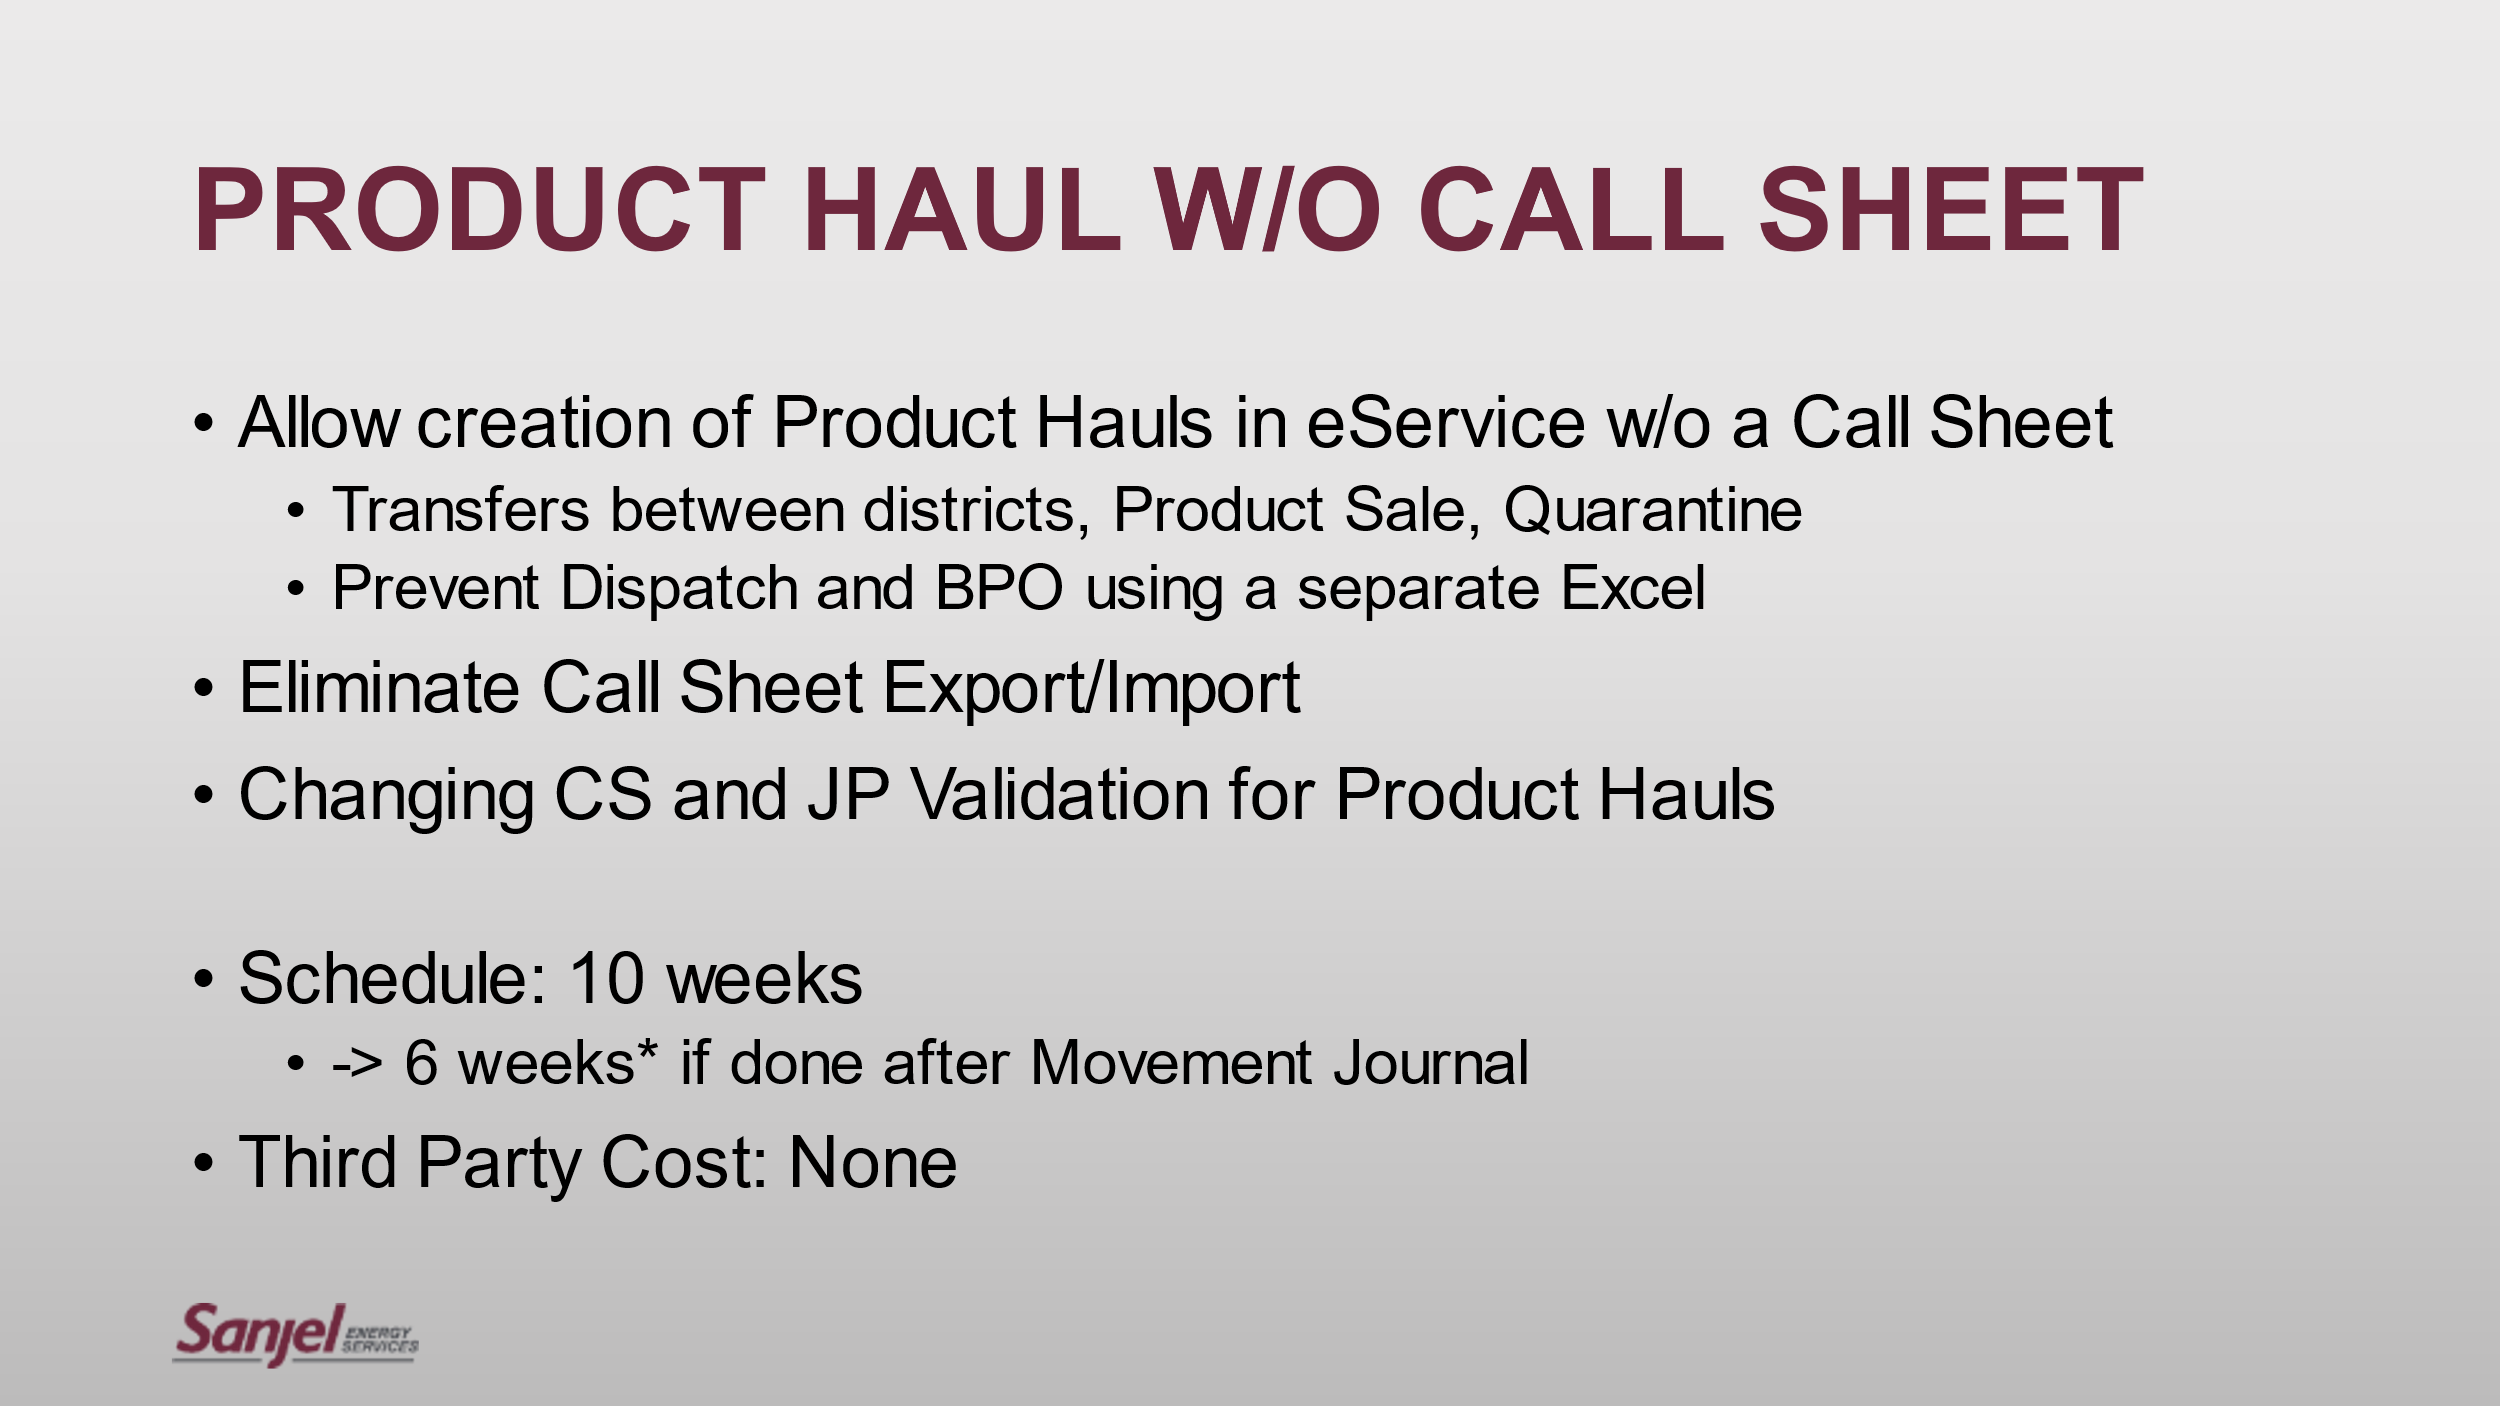 PRODUCT HAUL W/O CALL SHEET
• Allow creation of Product Hauls in eService w/o a Call Sheet
• Transfers between districts, Product Sale, Quarantine
• Prevent Dispatch and BPO using a separate Excel
• Eliminate Call Sheet Export/Import
• Changing CS and JP Validation for Product Hauls
• Schedule: 10 weeks
• -> 6 weeks* if done after Movement Journal
• Third Party Cost: None
Sanjel ENERGY SERVICES